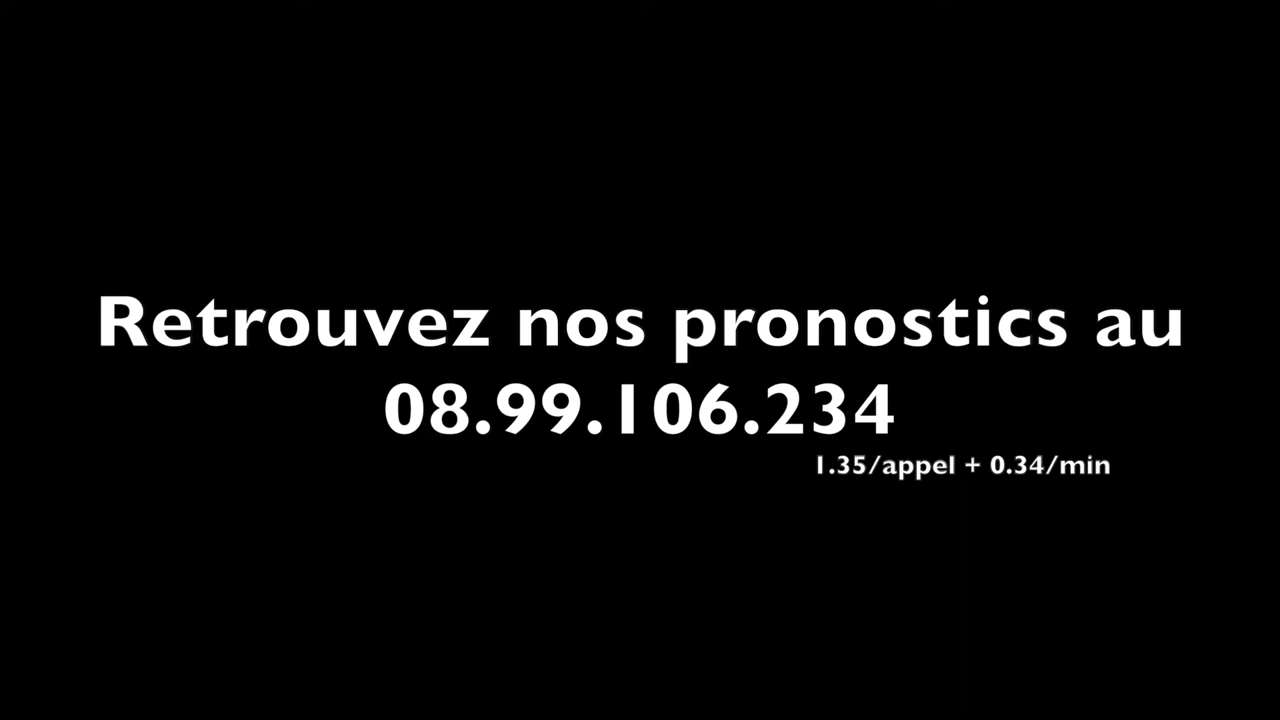 Retrouvez nos pronostics au
08.99.106.234
1.35/appel + 0.34/min